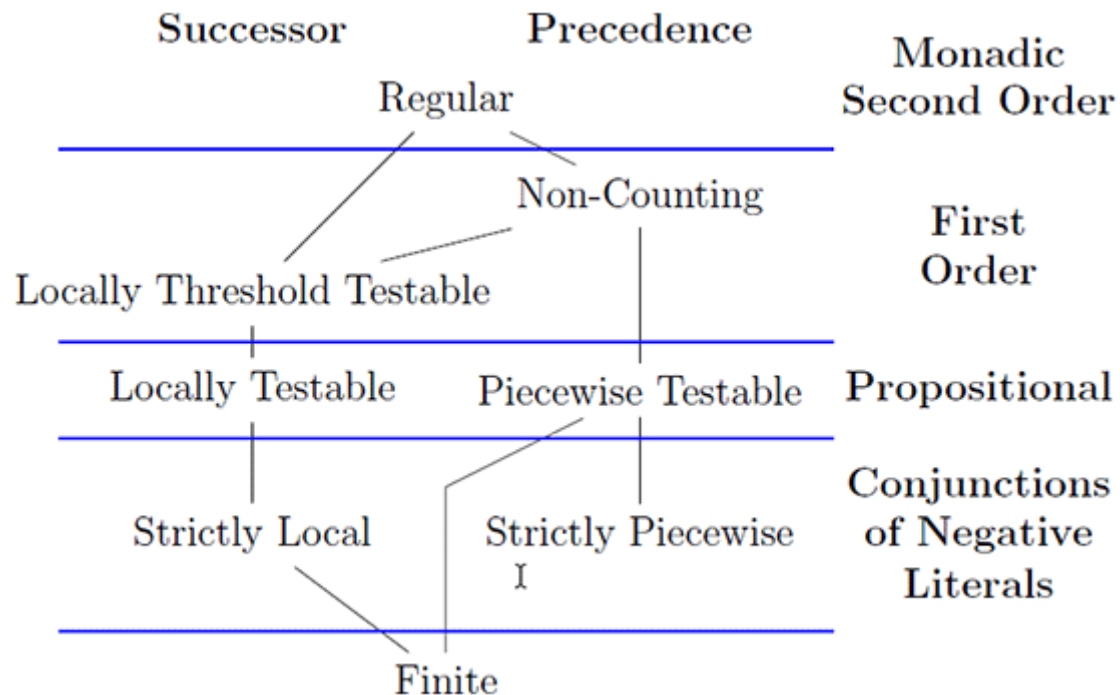 Successor Precedence
Monadic
Second Order
Regular
Non-Counting
First
Order
Locally Threshold Testable
Locally Testable Piecewise Testable Propositional
Conjunctions
of Negative
Literals
Strictly Local Strictly Piecewise
Finite